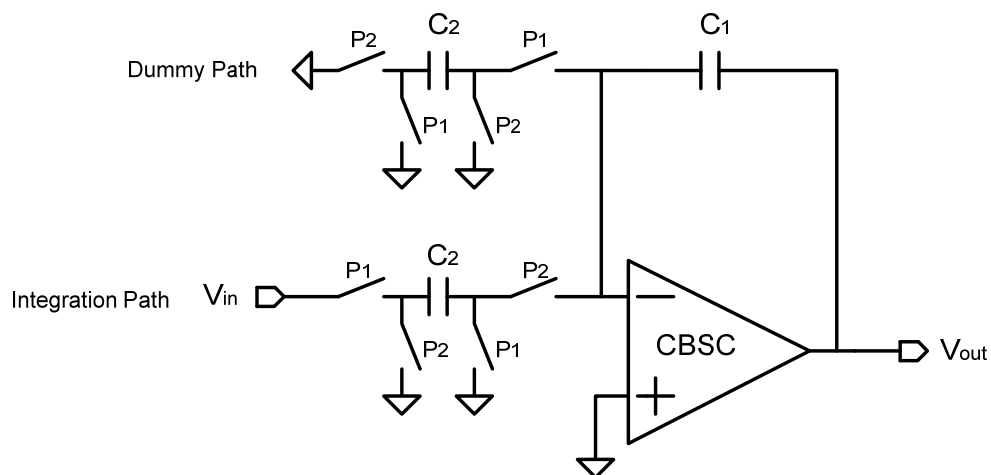 C2
C1
P2
P1
Dummy Path
P1
P2
C2
P1
P2
Integration Path
Vin
P2
P1
CBSC
Vout